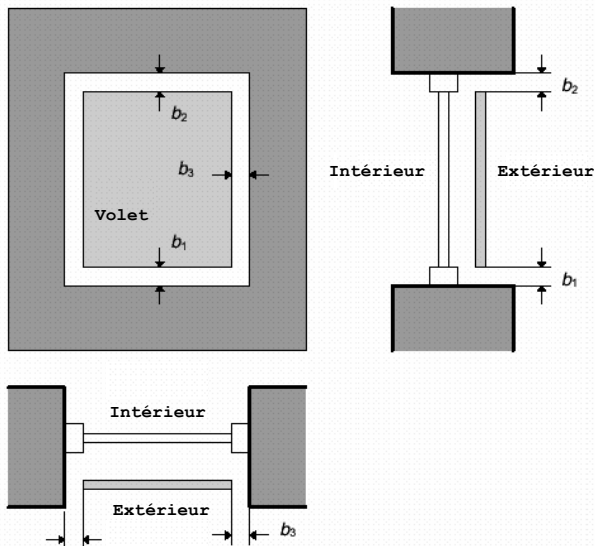 b2
b3
Volet
b1
b2
Intérieur
Extérieur
b1
Intérieur
Extérieur
b3